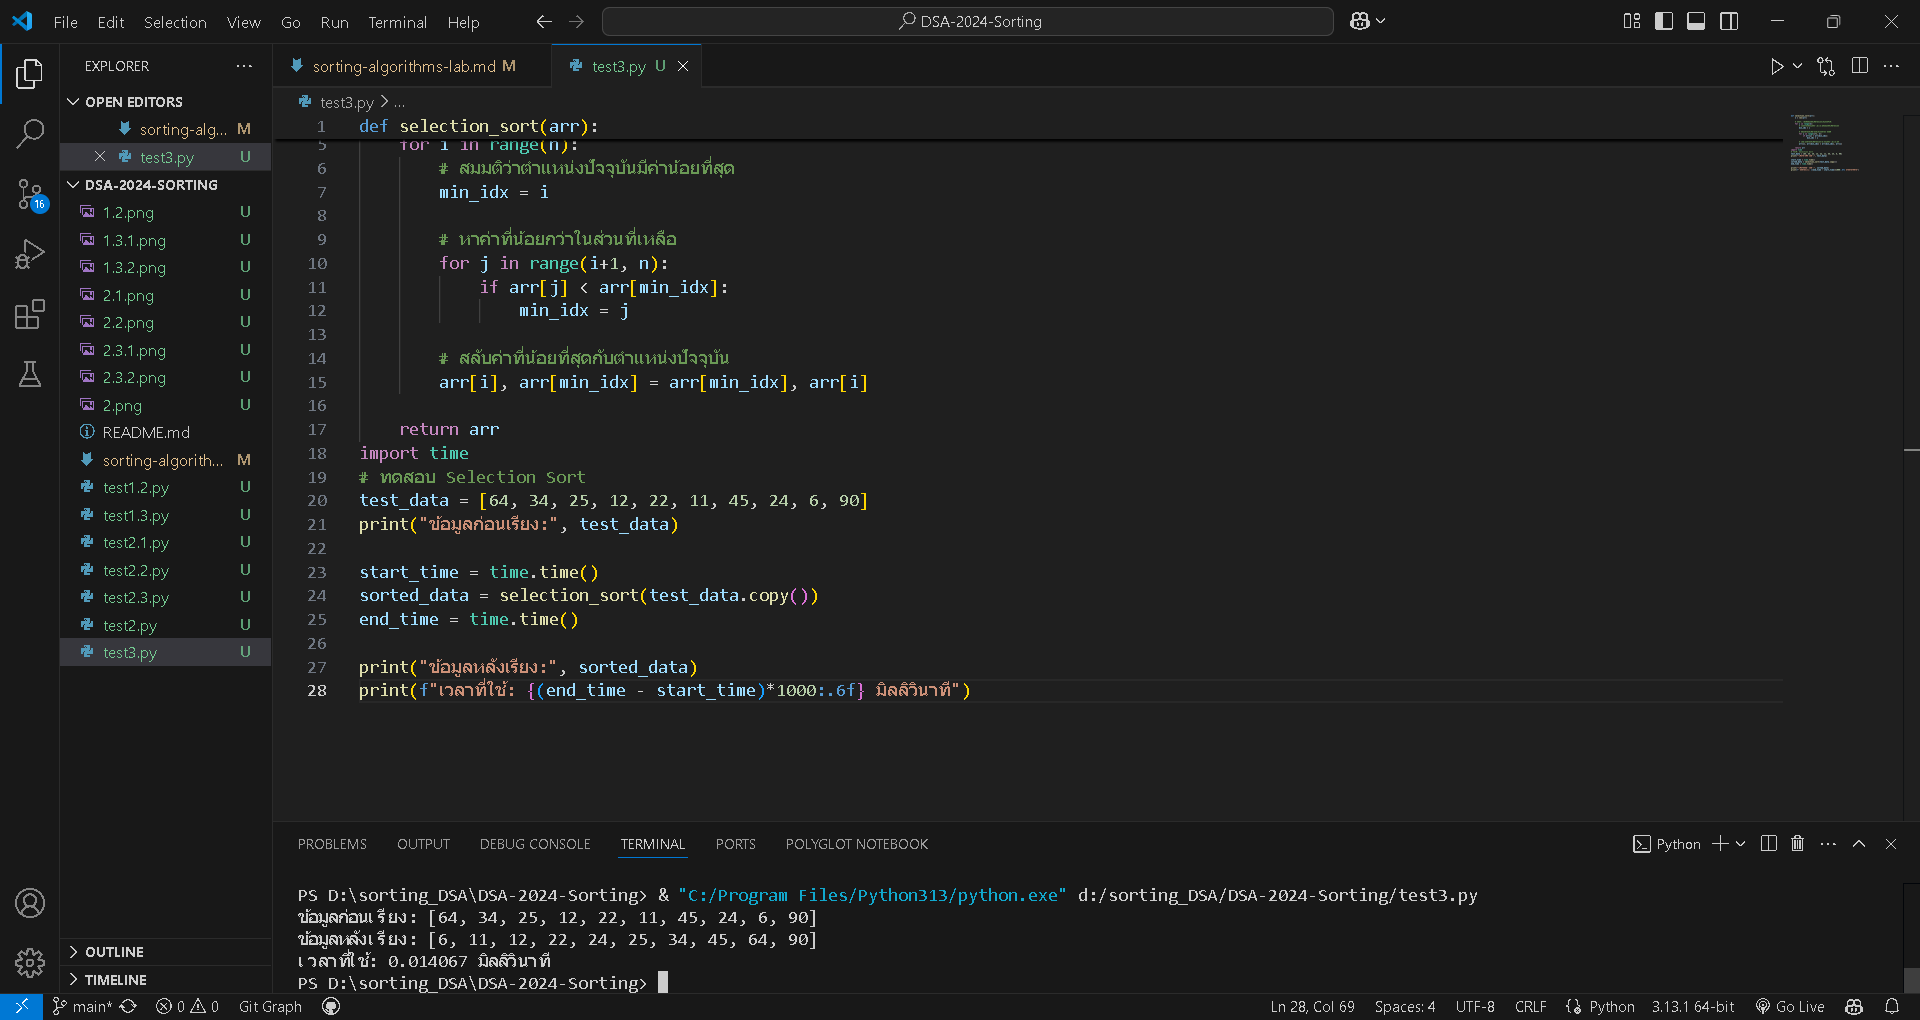 File Edit Selection View Go Run Terminal Help
DSA-2024-Sorting
EXPLORER
OPEN EDITORS
sorting-alg... M
test3.py U
DSA-2024-SORTING
1.2.png U
1.3.1.png U
1.3.2.png U
2.1.png U
2.2.png U
2.3.1.png U
2.3.2.png U
2.png U
README.md
sorting-algorith... M
test1.2.py U
test1.3.py U
test2.1.py U
test2.2.py U
test2.3.py U
test2.py U
test3.py U
OUTLINE
TIMELINE
16
sorting-algorithms-lab.md M
test3.py U
test3.py > ...
1 def selection_sort(arr):
5 for i in range(n):
6 # สมมติว่าตำแหน่งปัจจุบันมีค่าน้อยที่สุด
7 min_idx = i
8
9 # หาค่าที่น้อยกว่าในส่วนที่เหลือ
10 for j in range(i+1, n):
11 if arr[j] < arr[min_idx]:
12 min_idx = j
13
14 # สลับค่าที่น้อยที่สุดกับตำแหน่งปัจจุบัน
15 arr[i], arr[min_idx] = arr[min_idx], arr[i]
16
17 return arr
18 import time
19 # ทดสอบ Selection Sort
20 test_data = [64, 34, 25, 12, 22, 11, 45, 24, 6, 90]
21 print("ข้อมูลก่อนเรียง:", test_data)
22
23 start_time = time.time()
24 sorted_data = selection_sort(test_data.copy())
25 end_time = time.time()
26
27 print("ข้อมูลหลังเรียง:", sorted_data)
28 print(f"เวลาที่ใช้: {(end_time - start_time)*1000:.6f} มิลลิวินาที")
PROBLEMS OUTPUT DEBUG CONSOLE TERMINAL PORTS POLYGLOT NOTEBOOK
Python
PS D:\sorting_DSA\DSA-2024-Sorting> & "C:/Program Files/Python313/python.exe" d:/sorting_DSA/DSA-2024-Sorting/test3.py
ข้อมูลก่อนเรียง: [64, 34, 25, 12, 22, 11, 45, 24, 6, 90]
ข้อมูลหลังเรียง: [6, 11, 12, 22, 24, 25, 34, 45, 64, 90]
เวลาที่ใช้: 0.014067 มิลลิวินาที
PS D:\sorting_DSA\DSA-2024-Sorting>
main* 0 0 Git Graph
Ln 28, Col 69 Spaces: 4 UTF-8 CRLF Python 3.13.1 64-bit Go Live